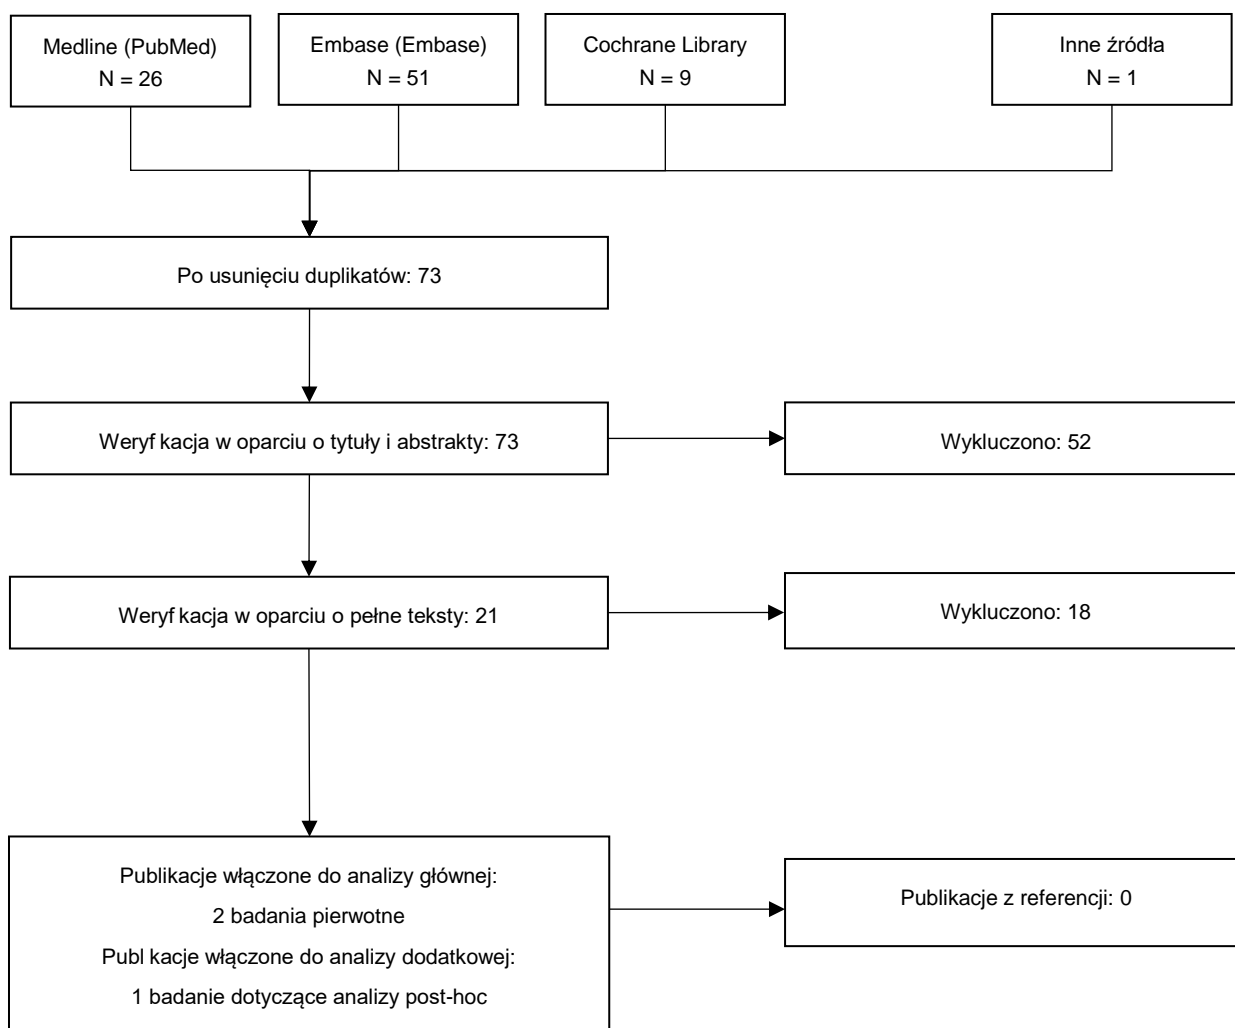 Medline (PubMed)
N = 26
Embase (Embase)
N = 51
Cochrane Library
N = 9
Inne źródła
N = 1
Po usunięciu duplikatów: 73
Weryf kacja w oparciu o tytuły i abstrakty: 73
Wykluczono: 52
Weryf kacja w oparciu o pełne teksty: 21
Wykluczono: 18
Publikacje włączone do analizy głównej:
2 badania pierwotne
Publ kacje włączone do analizy dodatkowej:
1 badanie dotyczące analizy post-hoc
Publikacje z referencji: 0